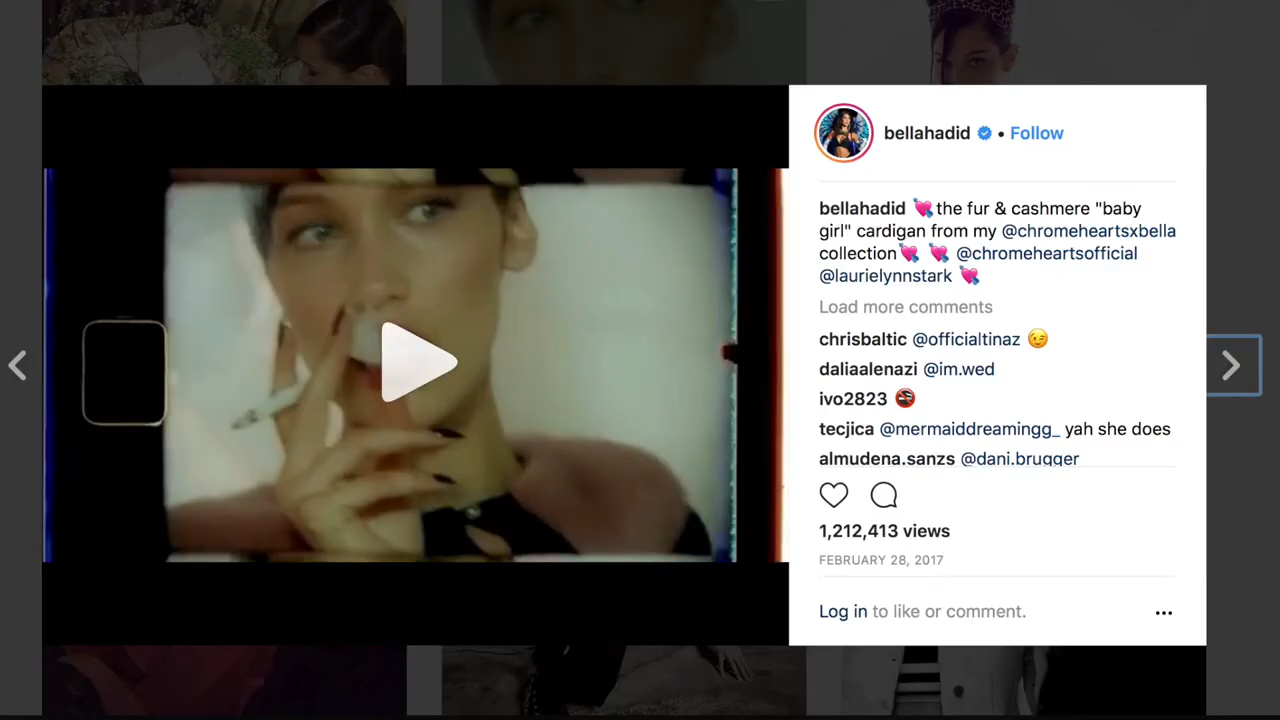 bellahadid • Follow
bellahadid 💘the fur & cashmere "baby
girl" cardigan from my @chromeheartsxbella
collection💘 💘 @chromeheartsofficial
@laurielynnstark 💘
Load more comments
chrisbaltic @officialtinaz 😉
daliaalenazi @im.wed
ivo2823 🚭
tecjica @mermaiddreamingg_ yah she does
almudena.sanzs @dani.brugger
1,212,413 views
FEBRUARY 28, 2017
Log in to like or comment.